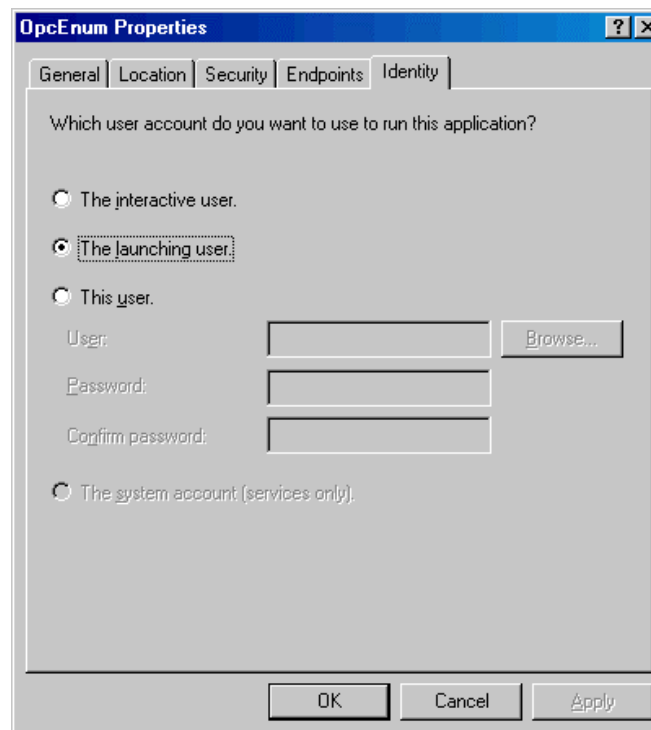 OpcEnum Properties
General Location Security Endpoints Identity
Which user account do you want to use to run this application?
The interactive user.
The launching user.
This user.
User:
Browse...
Password:
Confirm password:
The system account (services only).
OK Cancel Apply